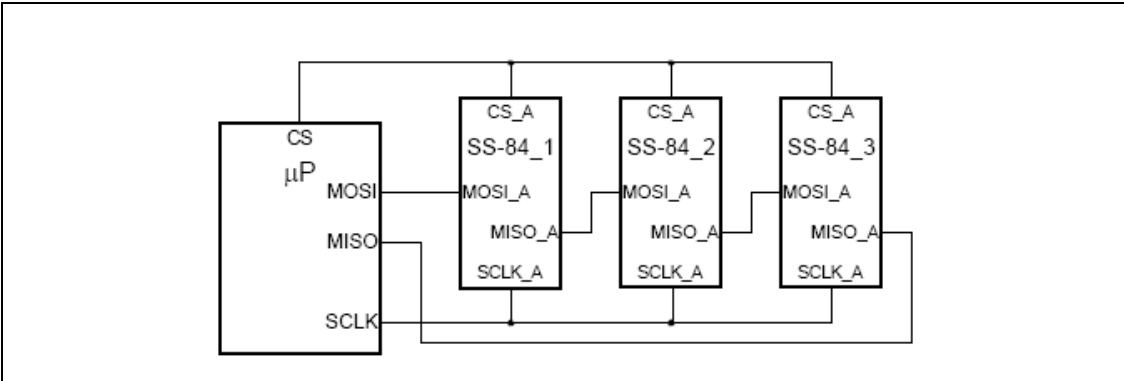 CS
μP
MOSI
MISO
SCLK
CS_A
SS-84_1
MOSI_A
MISO_A
SCLK_A
CS_A
SS-84_2
MOSI_A
MISO_A
SCLK_A
CS_A
SS-84_3
MOSI_A
MISO_A
SCLK_A